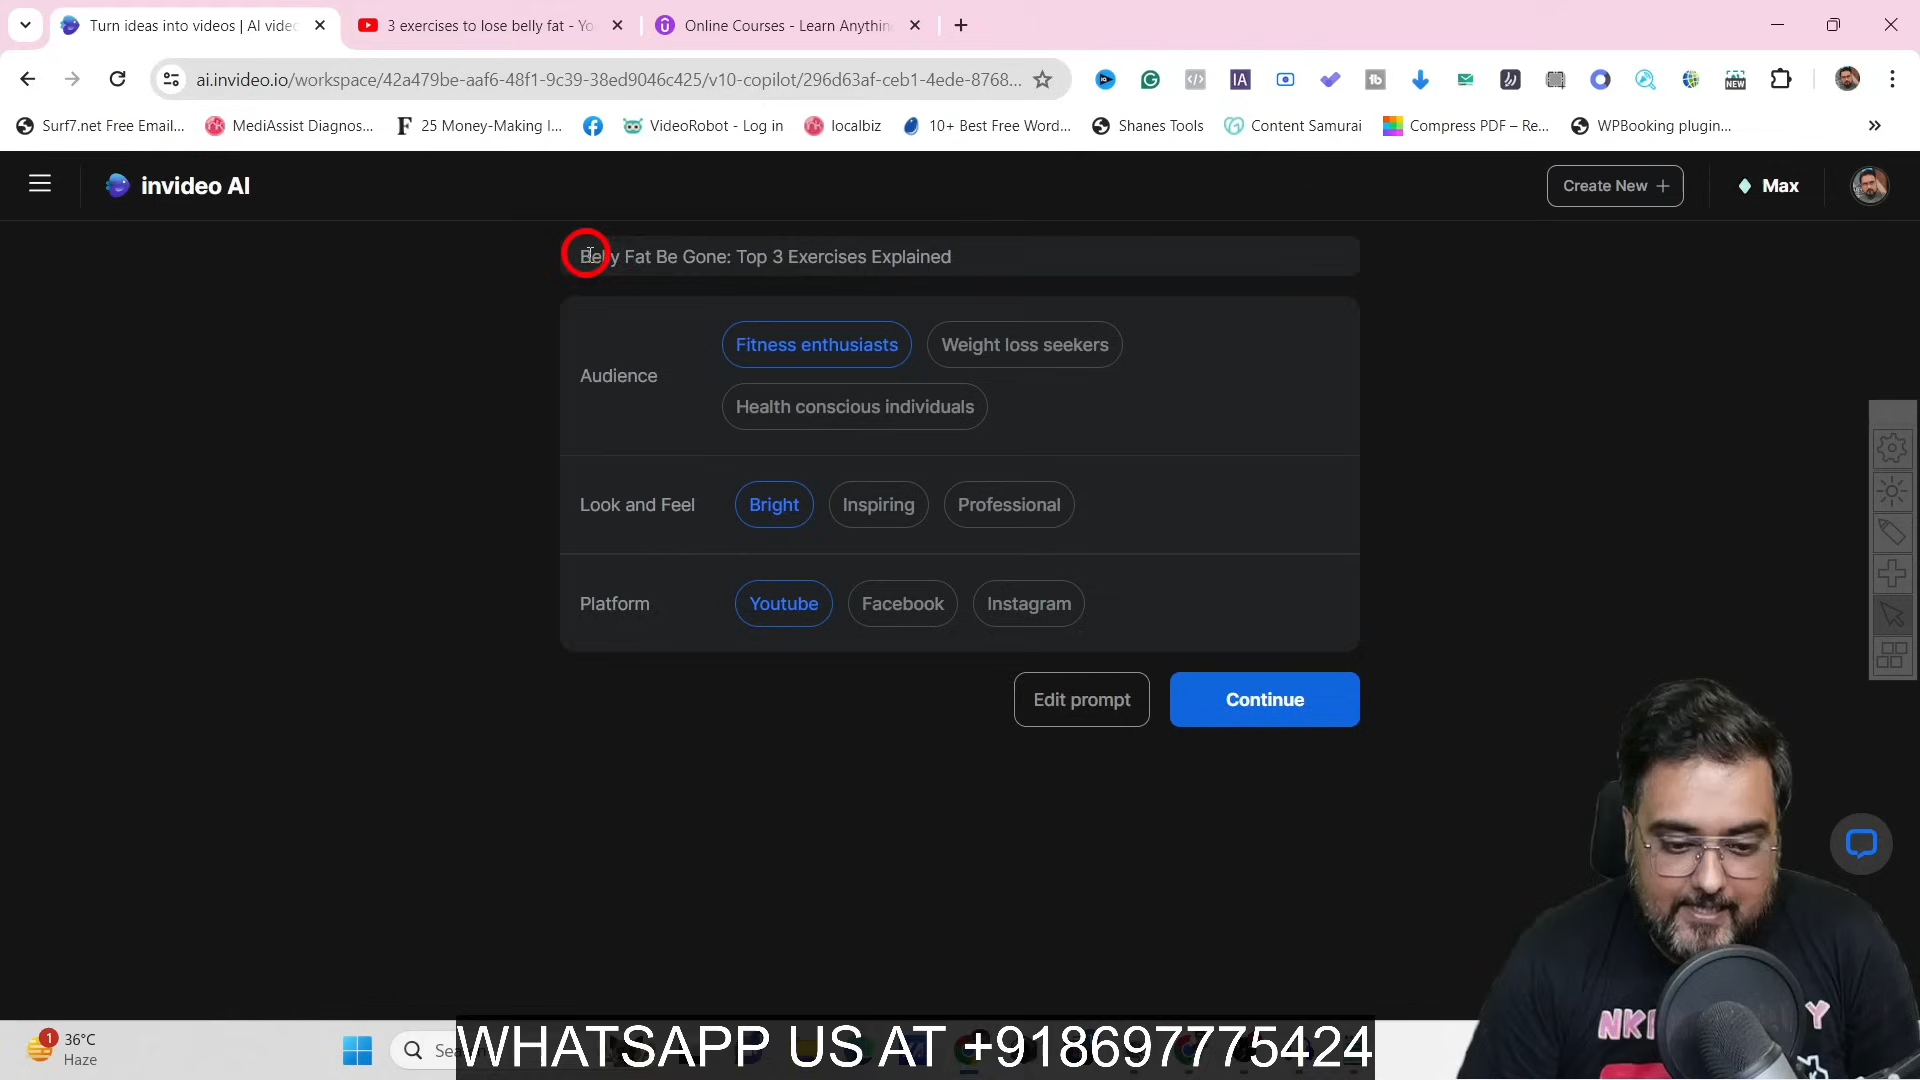 Turn ideas into videos | AI video
3 exercises to lose belly fat - Yo
Online Courses - Learn Anythin
ai.invideo.io/workspace/42a479be-aaf6-48f1-9c39-38ed9046c425/v10-copilot/296d63af-ceb1-4ede-8768...
IA
NEW
Surf7.net Free Email...
MediAssist Diagnos...
25 Money-Making I...
VideoRobot - Log in
localbiz
10+ Best Free Word...
Shanes Tools
Content Samurai
Compress PDF – Re...
WPBooking plugin...
invideo AI
Create New +
Max
Belly Fat Be Gone: Top 3 Exercises Explained
Audience
Fitness enthusiasts
Weight loss seekers
Health conscious individuals
Look and Feel
Bright
Inspiring
Professional
Platform
Youtube
Facebook
Instagram
Edit prompt
Continue
1
36°C
Haze
WHATSAPP US AT +918697775424